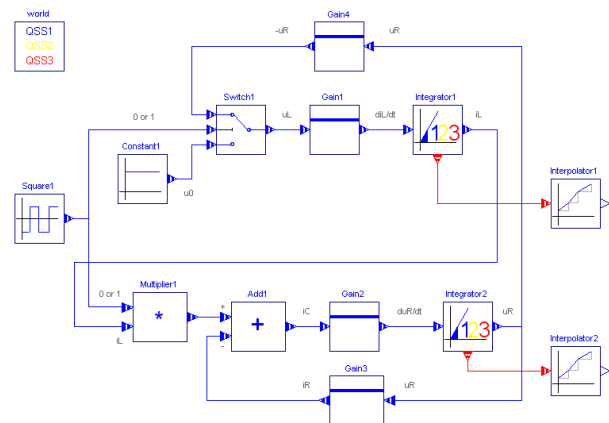 world
QSS1
QSS2
QSS3
Gain4
-uR
uR
Switch1
Gain1
Integrator1
0 or 1
uL
diL/dt
iL
123
Constant1
u0
Interpolator1
Square1
0 or 1
Multiplier1
*
iL
Add1
+
+
-
iC
Gain2
duR/dt
Integrator2
uR
123
Interpolator2
iR
Gain3
uR